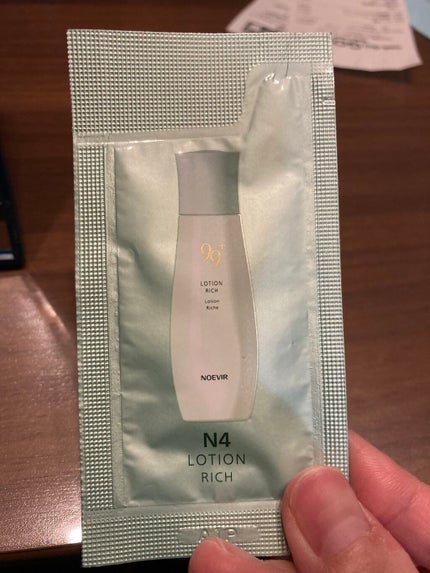 99+
LOTION
RICH
Lotion
Riche
NOEVIR
N4
LOTION
RICH